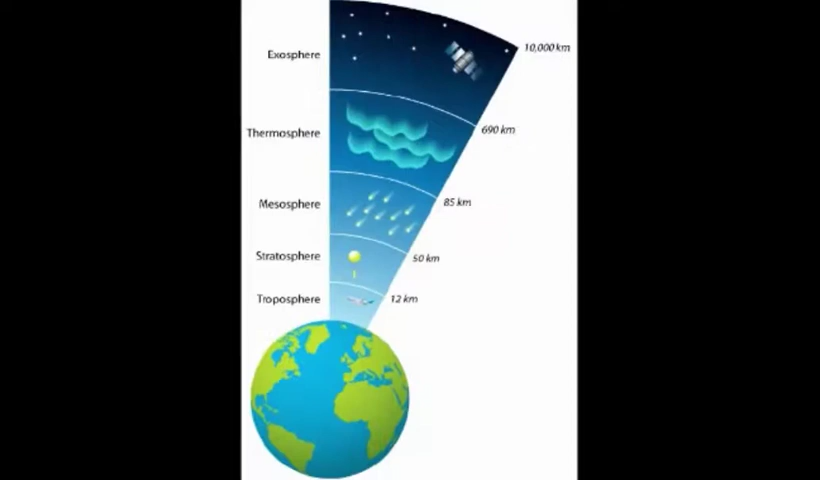 Exosphere
10,000 km
Thermosphere
690 km
Mesosphere
85 km
Stratosphere
50 km
Troposphere
12 km